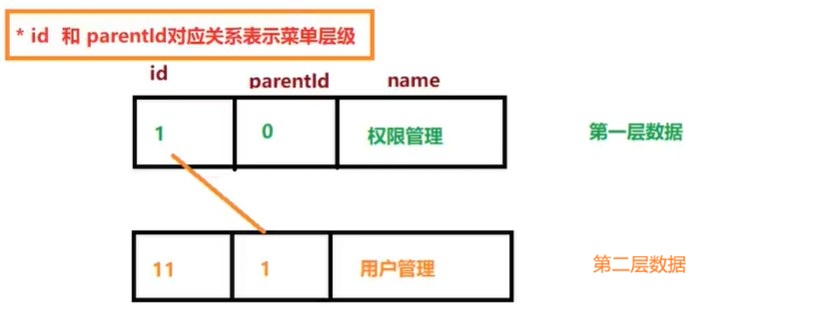 * id 和 parentId对应关系表示菜单层级
id parentId name
1 0 权限管理 第一层数据
11 1 用户管理 第二层数据